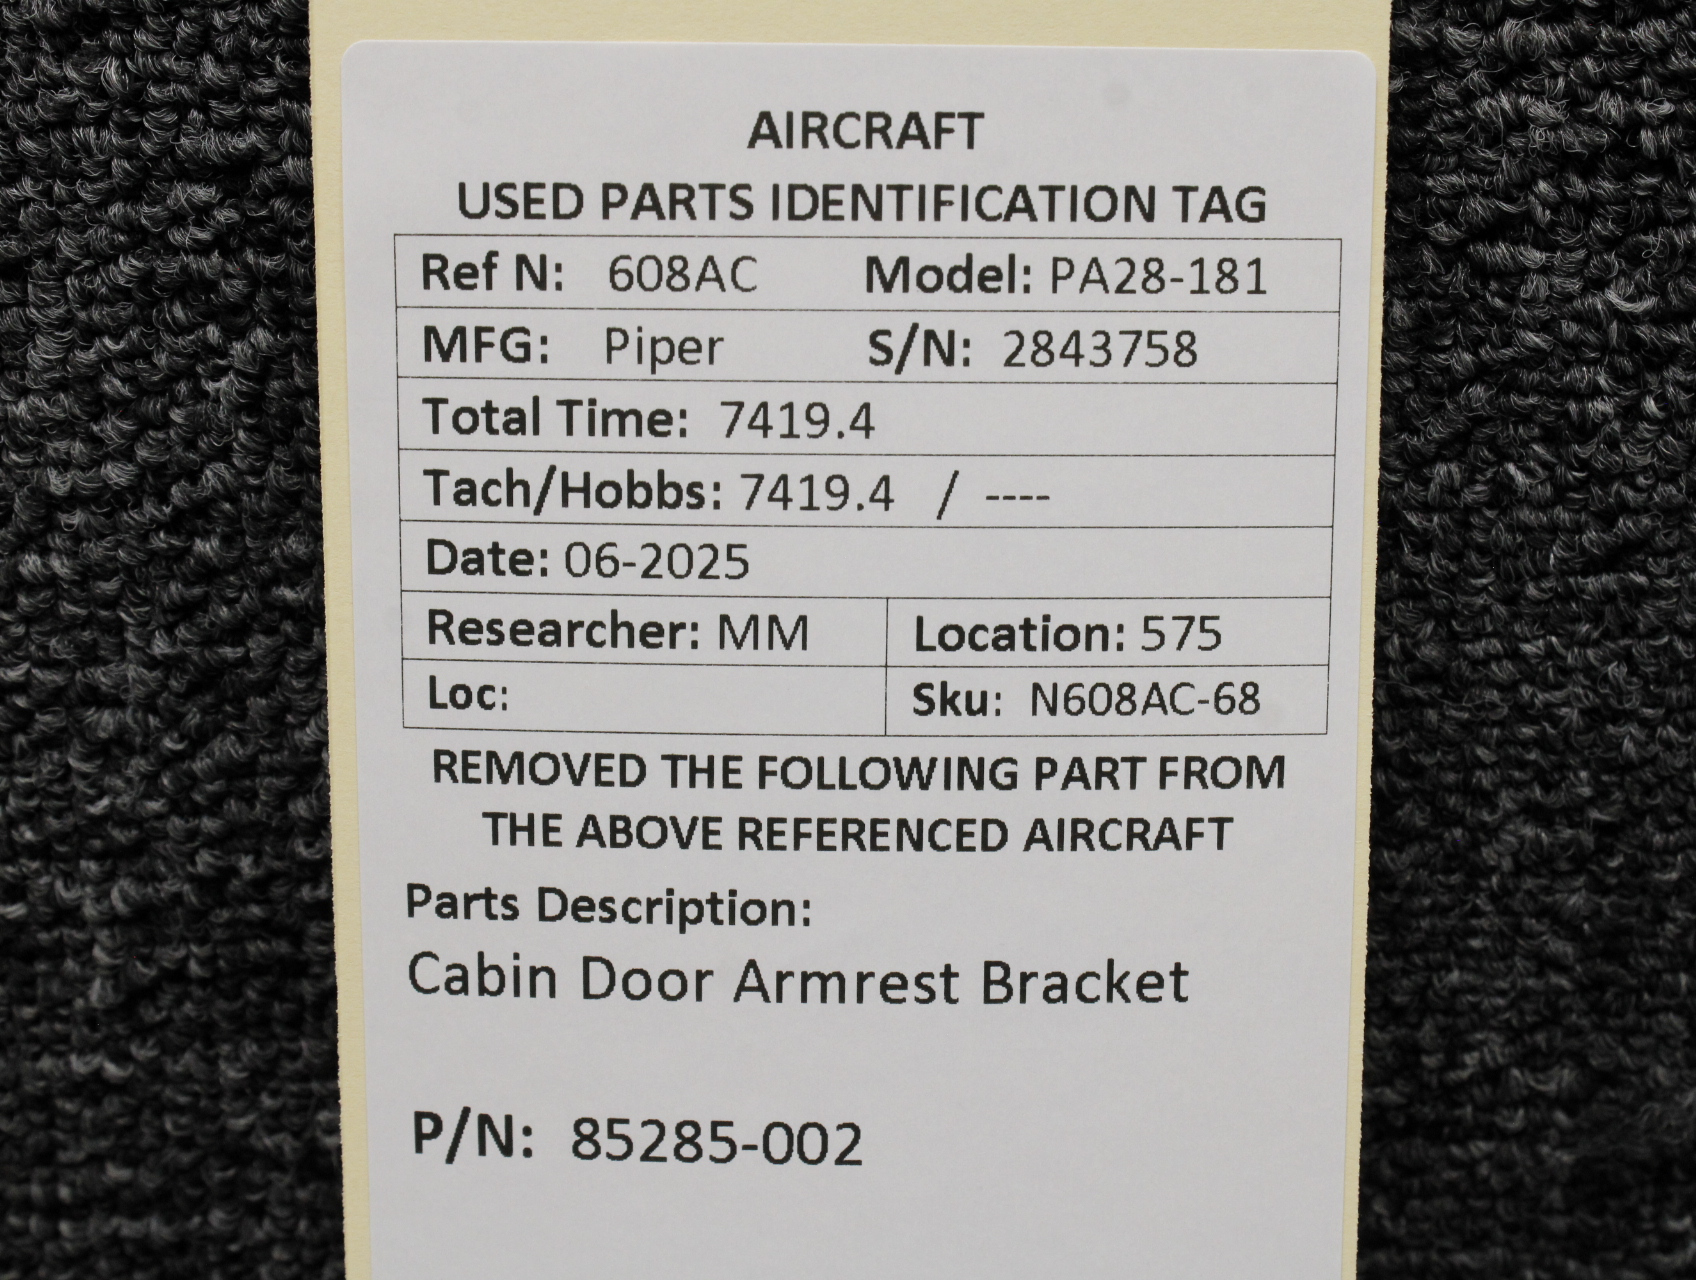 AIRCRAFT
USED PARTS IDENTIFICATION TAG
Ref N: 608AC Model: PA28-181
MFG: Piper S/N: 2843758
Total Time: 7419.4
Tach/Hobbs: 7419.4 / ----
Date: 06-2025
Researcher: MM Location: 575
Loc: Sku: N608AC-68
REMOVED THE FOLLOWING PART FROM
THE ABOVE REFERENCED AIRCRAFT
Parts Description:
Cabin Door Armrest Bracket
P/N: 85285-002